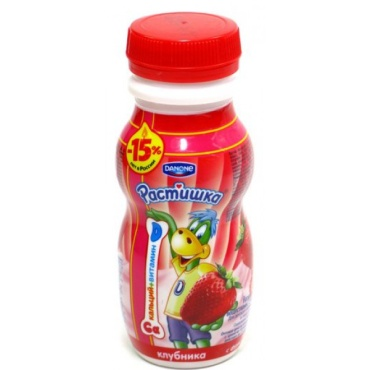 -15%
DANONE
Растишка
кальций+витамин D
Ca
D
клубника